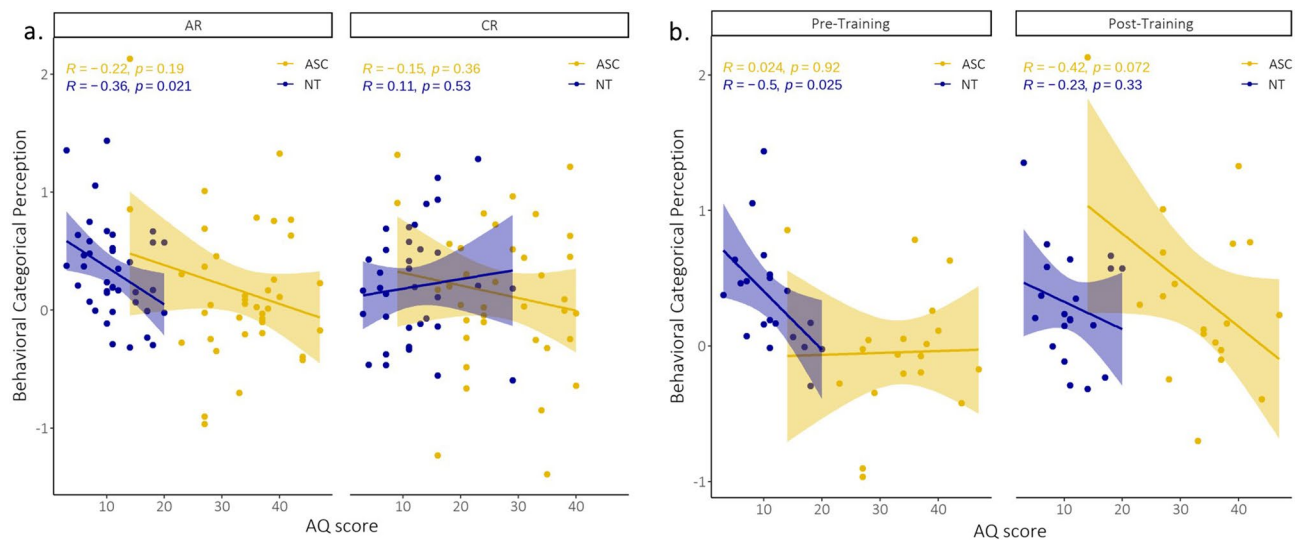 a.
AR
CR
R = −0.22, p = 0.19
R = −0.36, p = 0.021
ASC
NT
R = −0.15, p = 0.36
R = 0.11, p = 0.53
ASC
NT
Behavioral Categorical Perception
2
1
0
-1
10 20 30 40
10 20 30 40
AQ score
b.
Pre-Training
Post-Training
R = 0.024, p = 0.92
R = −0.5, p = 0.025
ASC
NT
R = −0.42, p = 0.072
R = −0.23, p = 0.33
ASC
NT
Behavioral Categorical Perception
2
1
0
-1
10 20 30 40
10 20 30 40
AQ score